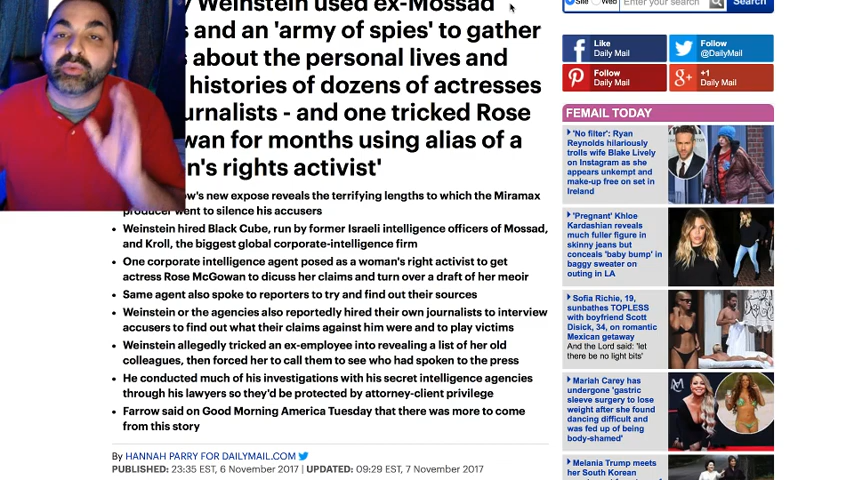 Weinstein used ex-Mossad
and an 'army of spies' to gather
about the personal lives and
histories of dozens of actresses
urnalists - and one tricked Rose
wan for months using alias of a
n's rights activist'
ow's new expose reveals the terrifying lengths to which the Miramax
producer went to silence his accusers
• Weinstein hired Black Cube, run by former Israeli intelligence officers of Mossad,
and Kroll, the biggest global corporate-intelligence firm
• One corporate intelligence agent posed as a woman's right activist to get
actress Rose McGowan to dicuss her claims and turn over a draft of her meoir
• Same agent also spoke to reporters to try and find out their sources
• Weinstein or the agencies also reportedly hired their own journalists to interview
accusers to find out what their claims against him were and to play victims
• Weinstein allegedly tricked an ex-employee into revealing a list of her old
colleagues, then forced her to call them to see who had spoken to the press
• He conducted much of his investigations with his secret intelligence agencies
through his lawyers so they'd be protected by attorney-client privilege
• Farrow said on Good Morning America Tuesday that there was more to come
from this story
By HANNAH PARRY FOR DAILYMAIL.COM
PUBLISHED: 23:35 EST, 6 November 2017 | UPDATED: 09:29 EST, 7 November 2017
Site Web Enter your search Search
Like
Daily Mail
Follow
@DailyMail
Follow
Daily Mail
+1
Daily Mail
FEMAIL TODAY
'No filter': Ryan
Reynolds hilariously
trolls wife Blake Lively
on Instagram as she
appears unkempt and
make-up free on set in
Ireland
'Pregnant' Khloe
Kardashian reveals
much fuller figure in
skinny jeans but
conceals 'baby bump' in
baggy sweater on
outing in LA
Sofia Richie, 19,
sunbathes TOPLESS
with boyfriend Scott
Disick, 34, on romantic
Mexican getaway
And the Lord said: 'let
there be no light bits'
Mariah Carey has
undergone 'gastric
sleeve surgery to lose
weight after she found
dancing difficult and
was fed up of being
body-shamed'
Melania Trump meets
her South Korean